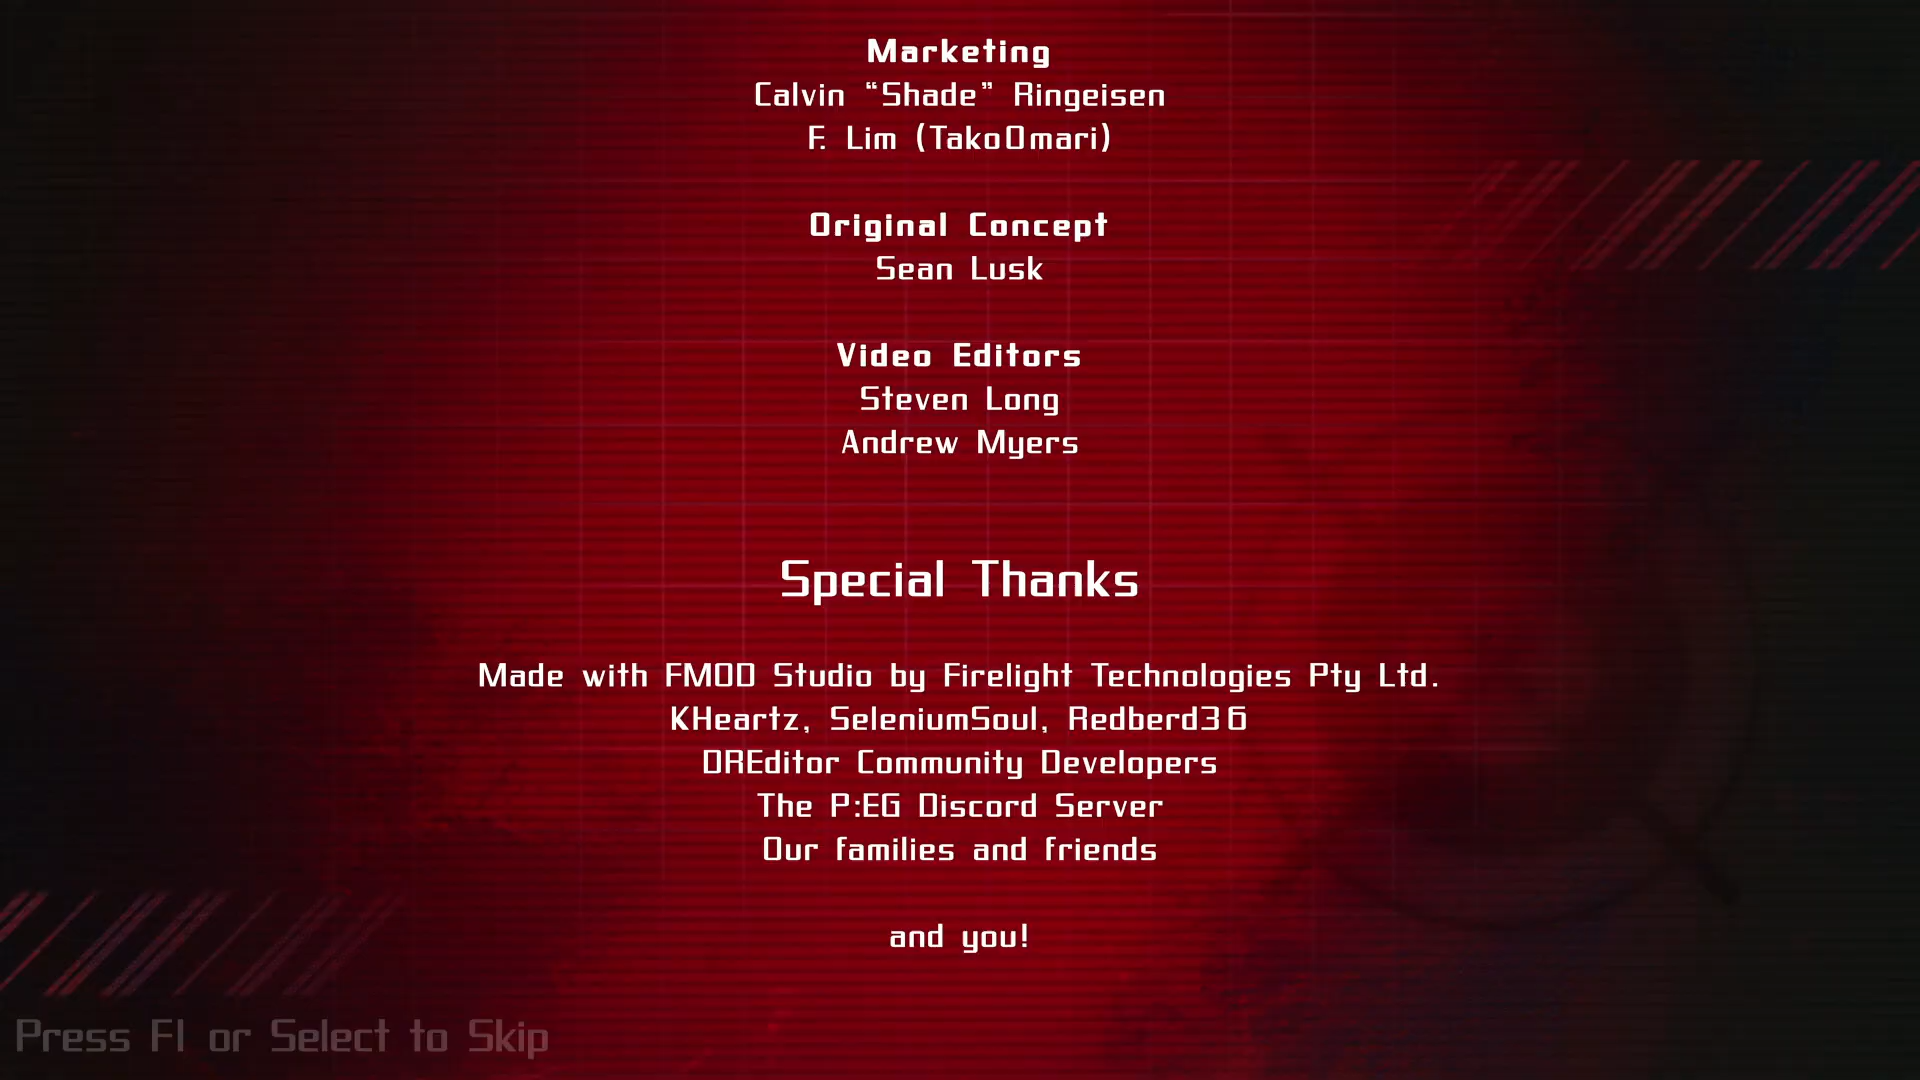 Marketing
Calvin “Shade” Ringeisen
F. Lim (TakoOmari)
Original Concept
Sean Lusk
Video Editors
Steven Long
Andrew Myers
Special Thanks
Made with FMOD Studio by Firelight Technologies Pty Ltd.
KHeartz, SeleniumSoul, Redberd36
DREditor Community Developers
The P:EG Discord Server
Our families and friends
and you!
Press F1 or Select to Skip